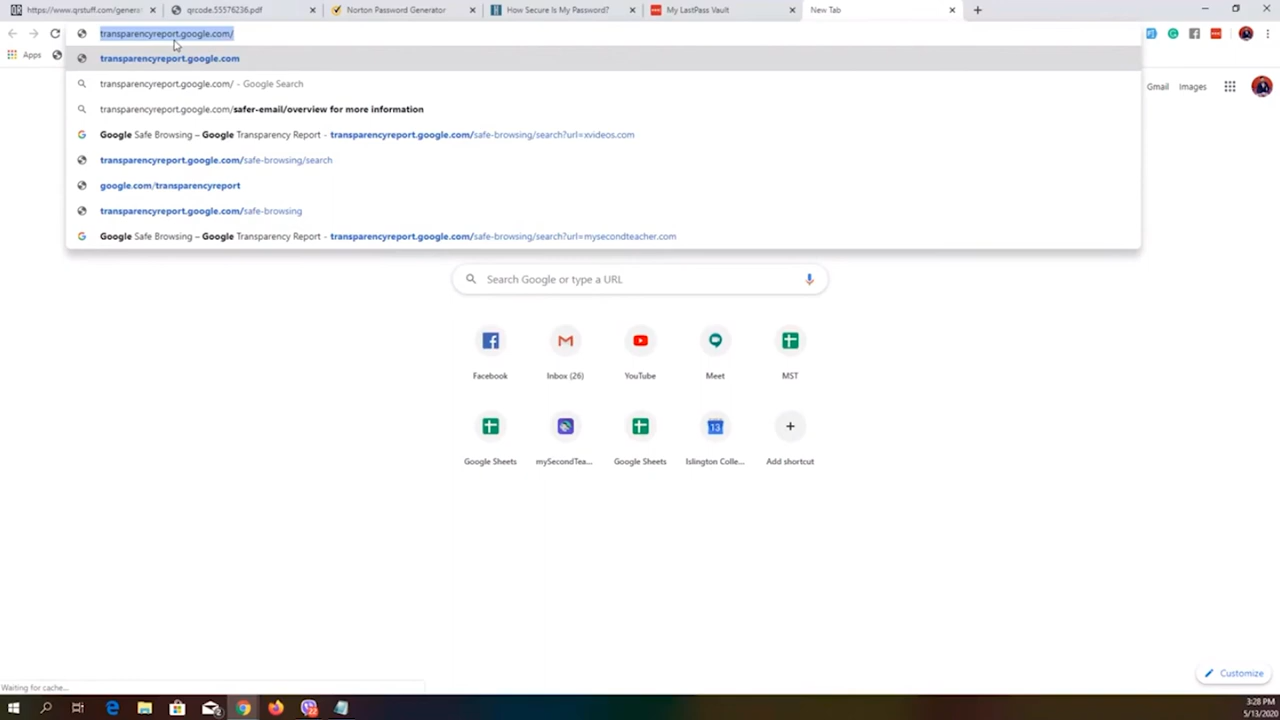 https://www.qrstuff.com/generat
qrcode.55576236.pdf
Norton Password Generator
How Secure Is My Password?
My LastPass Vault
New Tab
transparencyreport.google.com/
Apps
transparencyreport.google.com
transparencyreport.google.com/ - Google Search
transparencyreport.google.com/safer-email/overview for more information
Google Safe Browsing – Google Transparency Report - transparencyreport.google.com/safe-browsing/search?url=xvideos.com
transparencyreport.google.com/safe-browsing/search
google.com/transparencyreport
transparencyreport.google.com/safe-browsing
Google Safe Browsing – Google Transparency Report - transparencyreport.google.com/safe-browsing/search?url=mysecondteacher.com
Gmail Images
Search Google or type a URL
Facebook Inbox (26) YouTube Meet MST
13
Google Sheets mySecondTea... Google Sheets Islington Colle... Add shortcut
Customize
Waiting for cache...
3:28 PM
5/13/2020